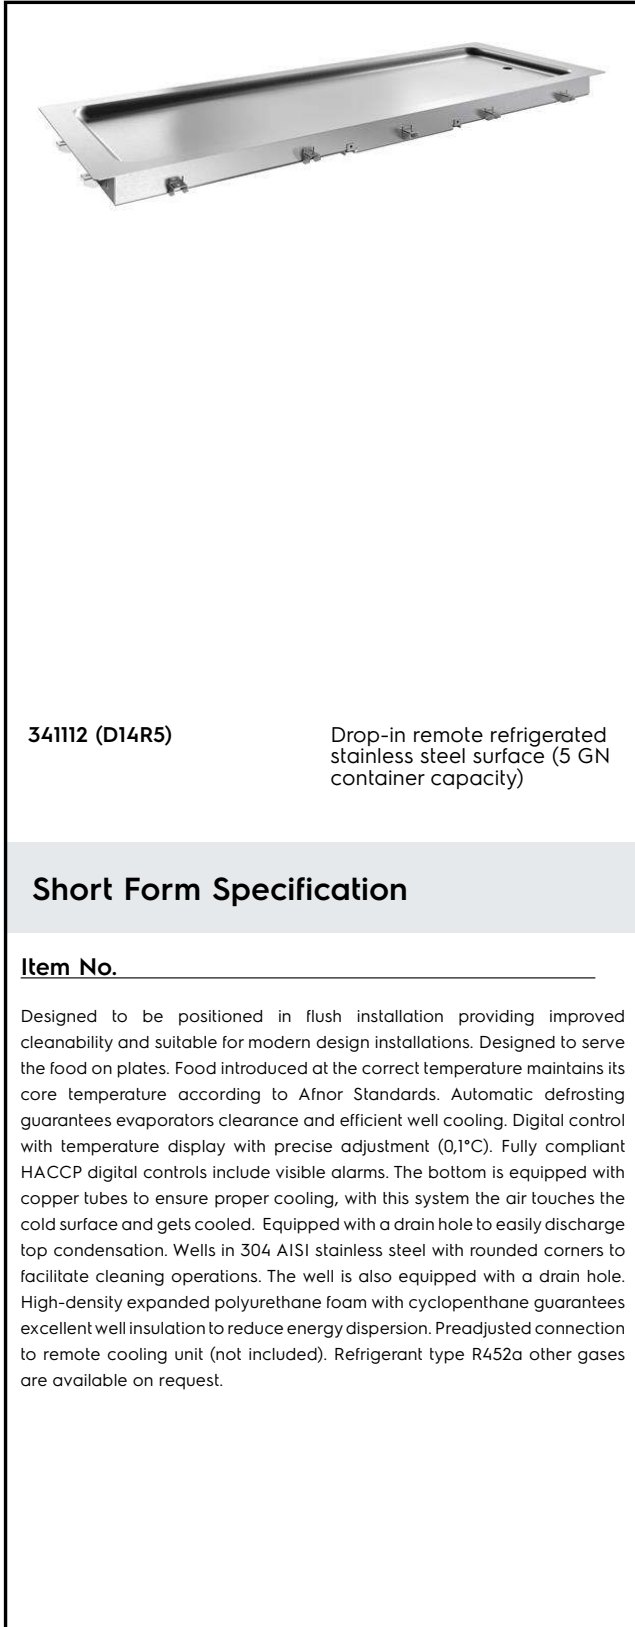 341112 (D14R5)
Drop-in remote refrigerated
stainless steel surface (5 GN
container capacity)
Short Form Specification
Item No.
Designed to be positioned in flush installation providing improved
cleanability and suitable for modern design installations. Designed to serve
the food on plates. Food introduced at the correct temperature maintains its
core temperature according to Afnor Standards. Automatic defrosting
guarantees evaporators clearance and efficient well cooling. Digital control
with temperature display with precise adjustment (0,1°C). Fully compliant
HACCP digital controls include visible alarms. The bottom is equipped with
copper tubes to ensure proper cooling, with this system the air touches the
cold surface and gets cooled. Equipped with a drain hole to easily discharge
top condensation. Wells in 304 AISI stainless steel with rounded corners to
facilitate cleaning operations. The well is also equipped with a drain hole.
High-density expanded polyurethane foam with cyclopenthane guarantees
excellent well insulation to reduce energy dispersion. Preadjusted connection
to remote cooling unit (not included). Refrigerant type R452a other gases
are available on request.